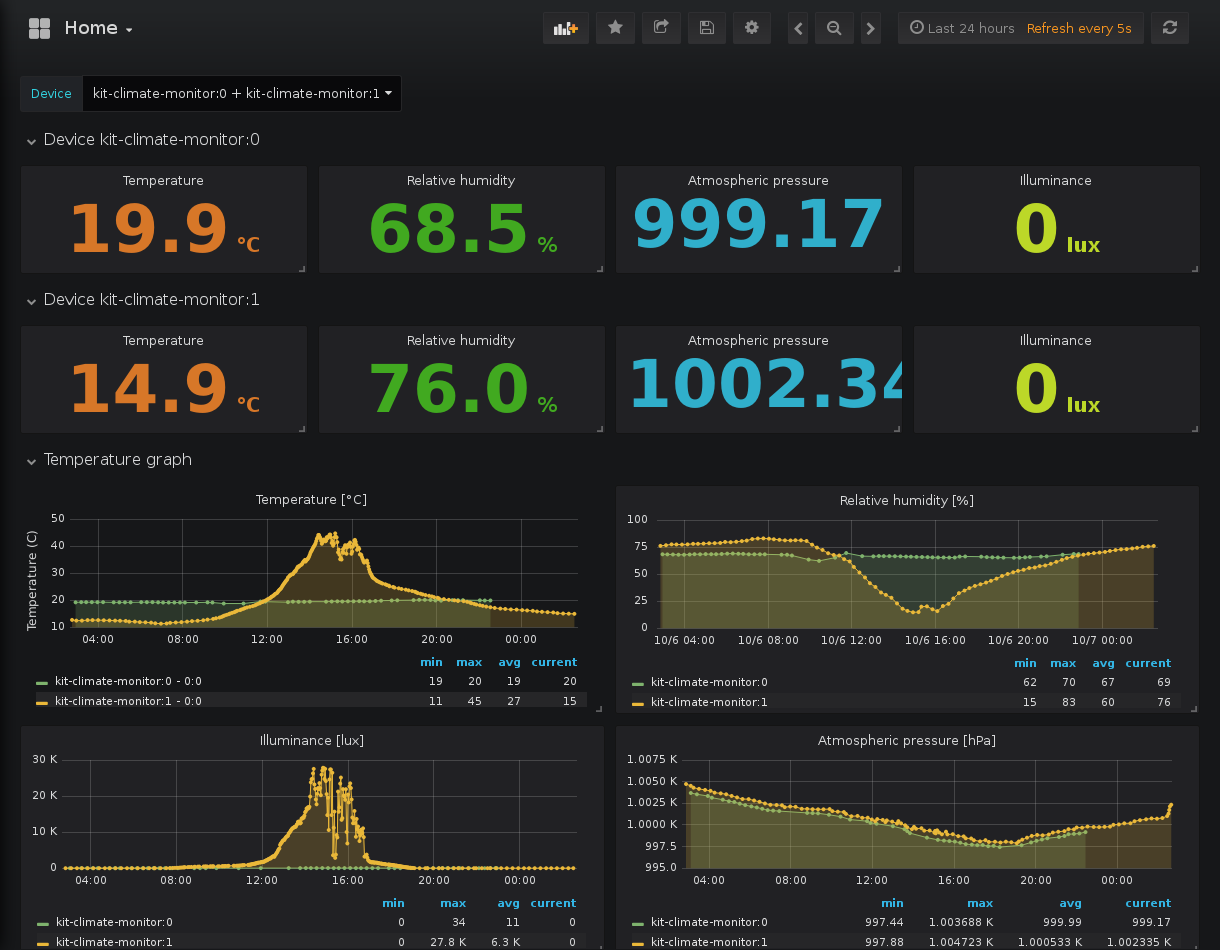 Home
Last 24 hours Refresh every 5s
Device kit-climate-monitor:0 + kit-climate-monitor:1
Device kit-climate-monitor:0
Temperature Relative humidity Atmospheric pressure Illuminance
19.9 °C 68.5 % 999.17 0 lux
Device kit-climate-monitor:1
Temperature Relative humidity Atmospheric pressure Illuminance
14.9 °C 76.0 % 1002.34 0 lux
Temperature graph
Temperature [°C]
Temperature (C)
50
40
30
20
10
04:00 08:00 12:00 16:00 20:00 00:00
min max avg current
kit-climate-monitor:0 - 0:0 19 20 19 20
kit-climate-monitor:1 - 0:0 11 45 27 15
Relative humidity [%]
100
75
50
25
0
10/6 04:00 10/6 08:00 10/6 12:00 10/6 16:00 10/6 20:00 10/7 00:00
min max avg current
kit-climate-monitor:0 62 70 67 69
kit-climate-monitor:1 15 83 60 76
Illuminance [lux]
30 K
20 K
10 K
0
04:00 08:00 12:00 16:00 20:00 00:00
min max avg current
kit-climate-monitor:0 0 34 11 0
kit-climate-monitor:1 0 27.8 K 6.3 K 0
Atmospheric pressure [hPa]
1.0075 K
1.0050 K
1.0025 K
1.0000 K
997.5
995.0
04:00 08:00 12:00 16:00 20:00 00:00
min max avg current
kit-climate-monitor:0 997.44 1.003688 K 999.99 999.17
kit-climate-monitor:1 997.88 1.004723 K 1.000533 K 1.002335 K